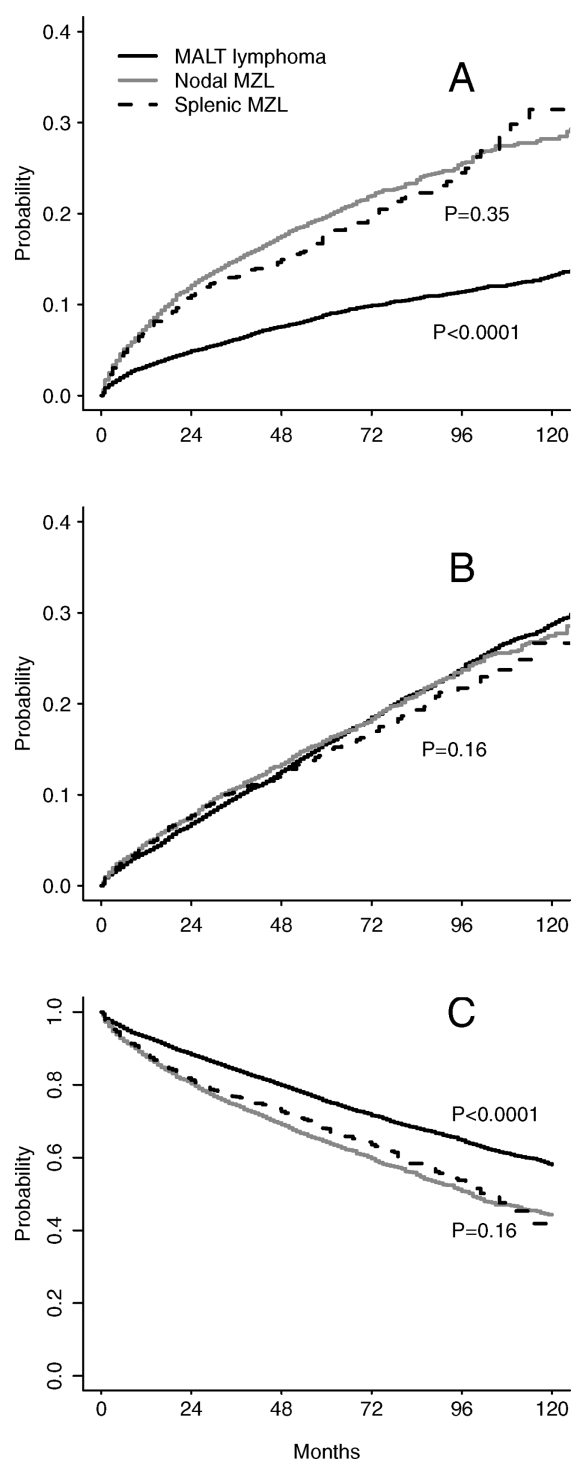 0.4
MALT lymphoma
A
Nodal MZL
Splenic MZL
0.3
Probability
0.2
P=0.35
0.1
P<0.0001
0.0
0 24 48 72 96 120
0.4
B
0.3
Probability
0.2
P=0.16
0.1
0.0
0 24 48 72 96 120
1.0
C
0.8
P<0.0001
0.6
Probability
0.4
P=0.16
0.2
0.0
0 24 48 72 96 120
Months